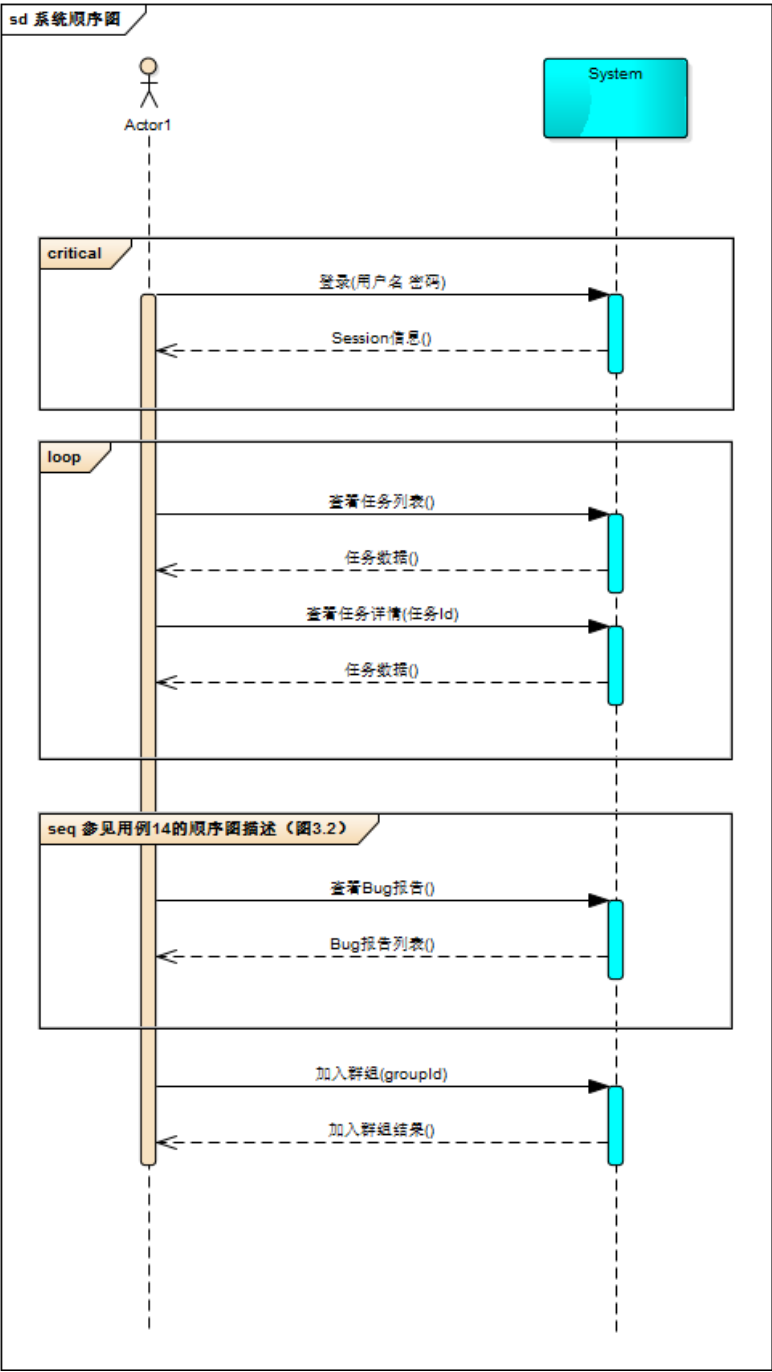 sd 系统顺序图
Actor1
System
critical
登录(用户名 密码)
Session信息()
loop
查看任务列表()
任务数据()
查看任务详情(任务Id)
任务数据()
seq 参见用例14的顺序图描述（图3.2）
查看Bug报告()
Bug报告列表()
加入群组(groupId)
加入群组结果()